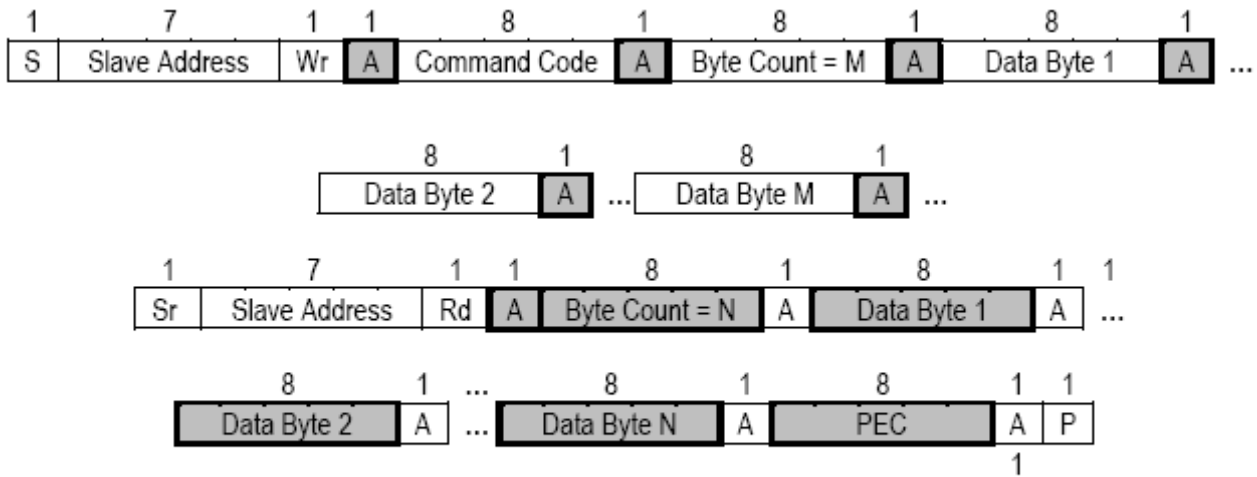 1 7 1 1 8 1 8 1 8 1
S Slave Address Wr A Command Code A Byte Count = M A Data Byte 1 A ...
8 1 8 1
Data Byte 2 A ... Data Byte M A ...
1 7 1 1 8 1 8 1 1
Sr Slave Address Rd A Byte Count = N A Data Byte 1 A ...
8 1 ... 8 1 8 1 1
Data Byte 2 A ... Data Byte N A PEC A P
1